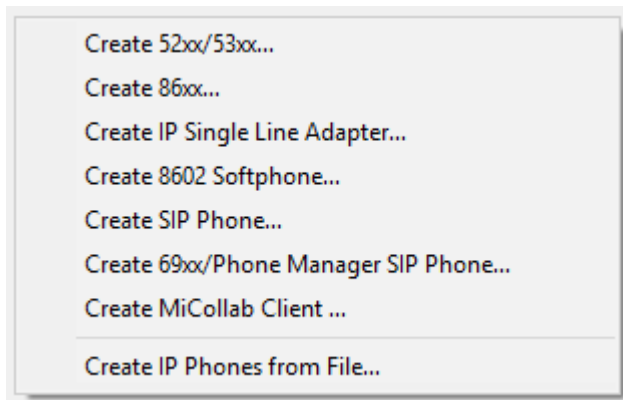 Create 52xx/53xx...
Create 86xx...
Create IP Single Line Adapter...
Create 8602 Softphone...
Create SIP Phone...
Create 69xx/Phone Manager SIP Phone...
Create MiCollab Client ...
Create IP Phones from File...